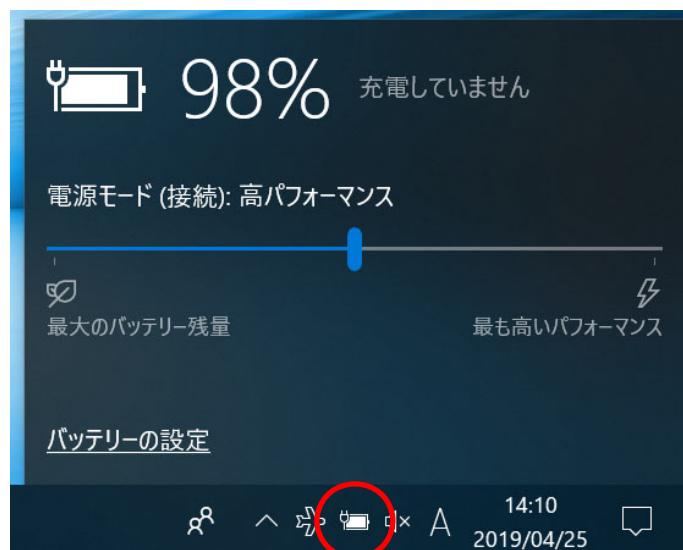 98% 充電していません
電源モード (接続): 高パフォーマンス
最大のバッテリー残量 最も高いパフォーマンス
バッテリーの設定
A 14:10
2019/04/25